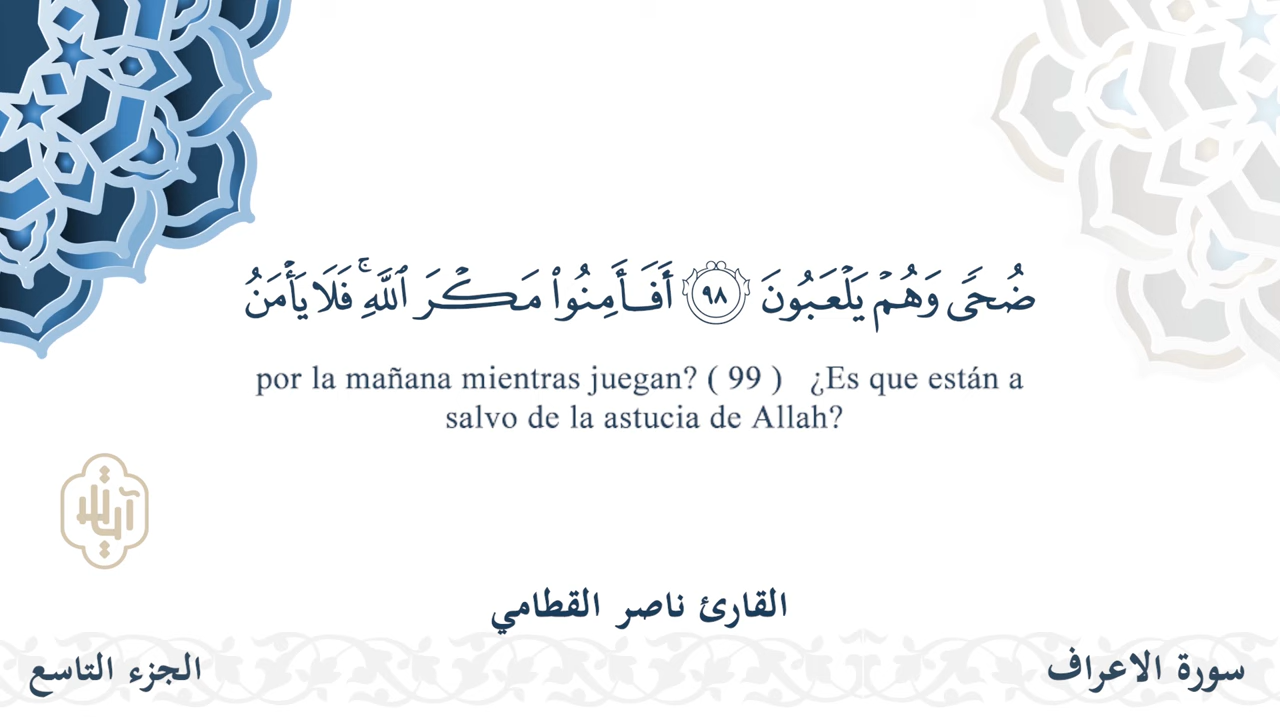 ضُحًى وَهُمْ يَلْعَبُونَ ٩٨ أَفَأَمِنُوا۟ مَكْرَ ٱللَّهِ ۚ فَلَا يَأْمَنُ
por la mañana mientras juegan? ( 99 ) ¿Es que están a
salvo de la astucia de Allah?
القارئ ناصر القطامي
سورة الاعراف
الجزء التاسع